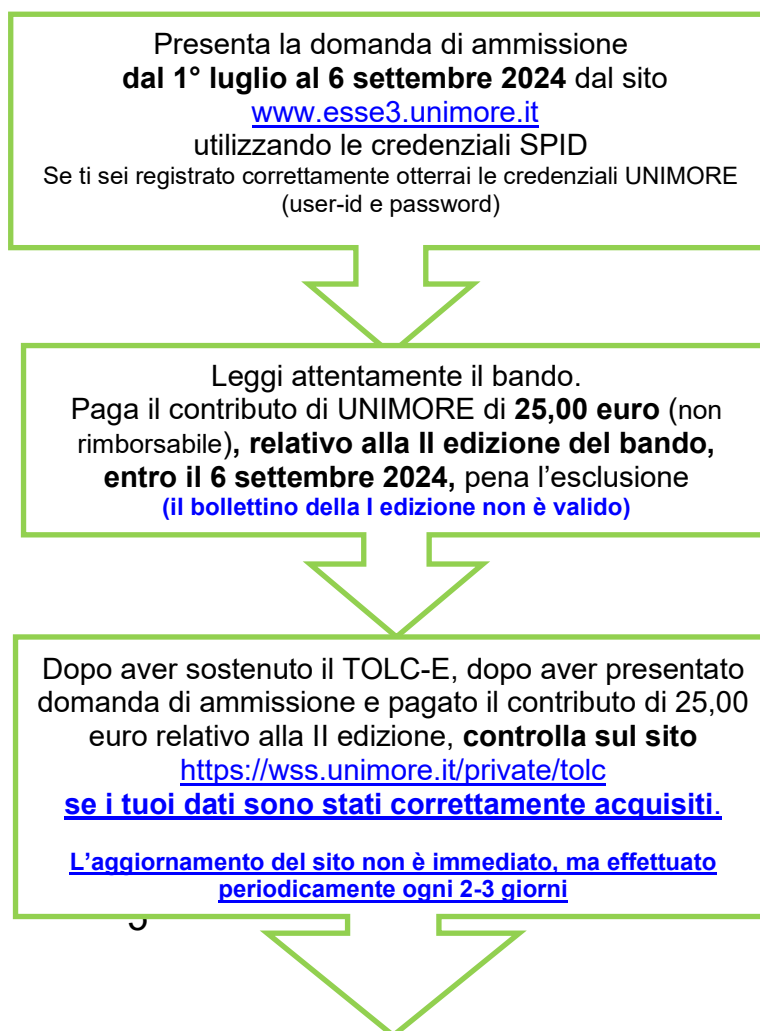 Presenta la domanda di ammissione
dal 1° luglio al 6 settembre 2024 dal sito
www.esse3.unimore.it
utilizzando le credenziali SPID
Se ti sei registrato correttamente otterrai le credenziali UNIMORE
(user-id e password)
Leggi attentamente il bando.
Paga il contributo di UNIMORE di 25,00 euro (non
rimborsabile), relativo alla II edizione del bando,
entro il 6 settembre 2024, pena l’esclusione
(il bollettino della I edizione non è valido)
Dopo aver sostenuto il TOLC-E, dopo aver presentato
domanda di ammissione e pagato il contributo di 25,00
euro relativo alla II edizione, controlla sul sito
https://wss.unimore.it/private/tolc
se i tuoi dati sono stati correttamente acquisiti.
L’aggiornamento del sito non è immediato, ma effettuato
periodicamente ogni 2-3 giorni